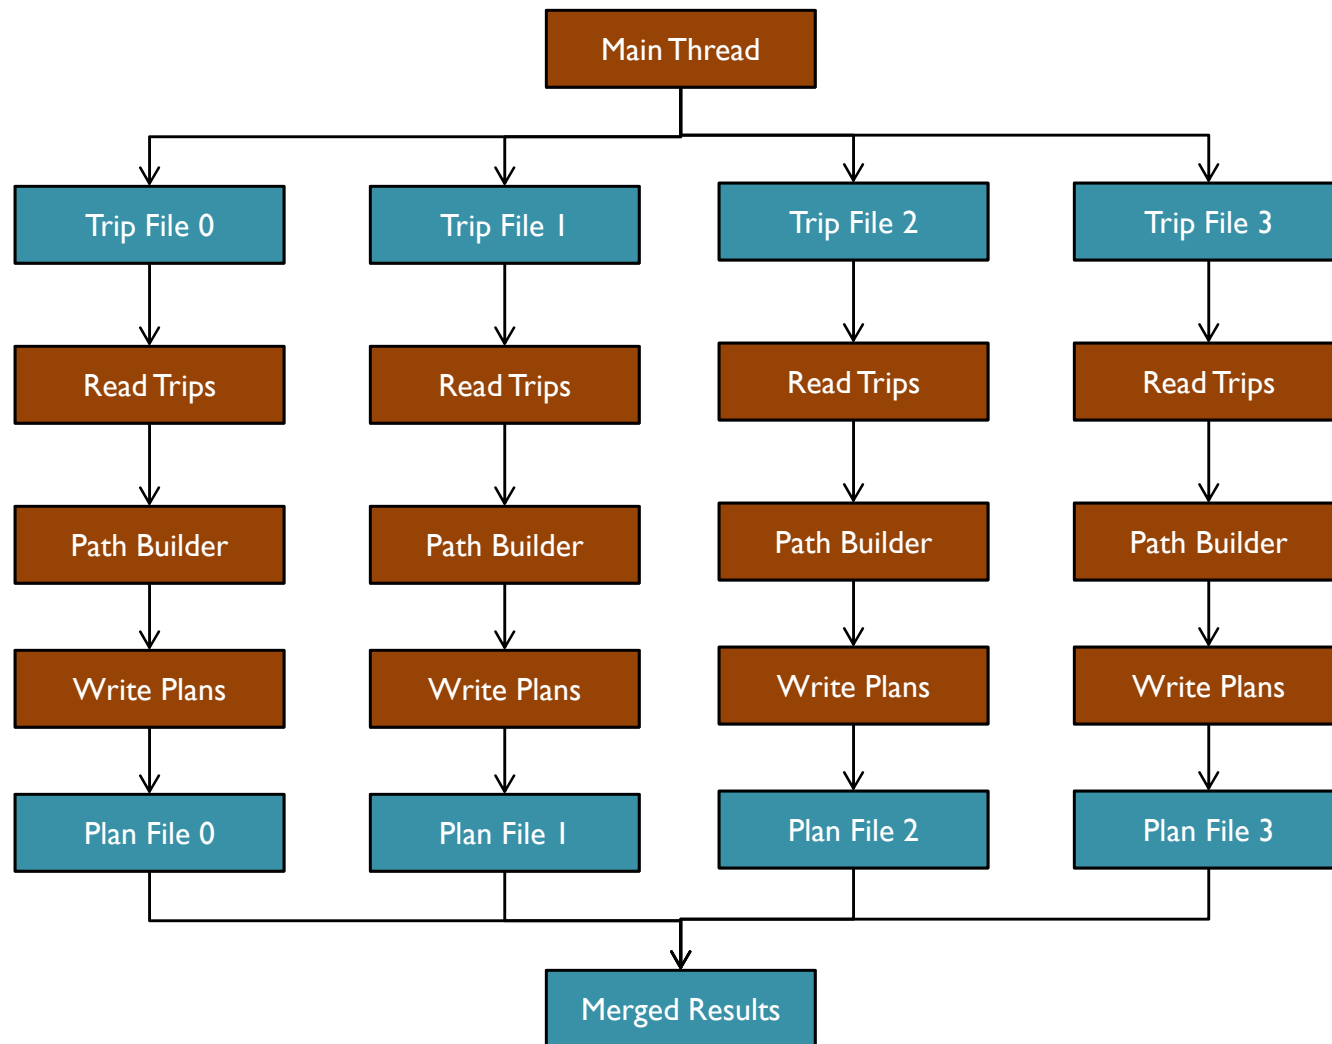 Main Thread
Trip File 0
Trip File 1
Trip File 2
Trip File 3
Read Trips
Read Trips
Read Trips
Read Trips
Path Builder
Path Builder
Path Builder
Path Builder
Write Plans
Write Plans
Write Plans
Write Plans
Plan File 0
Plan File 1
Plan File 2
Plan File 3
Merged Results